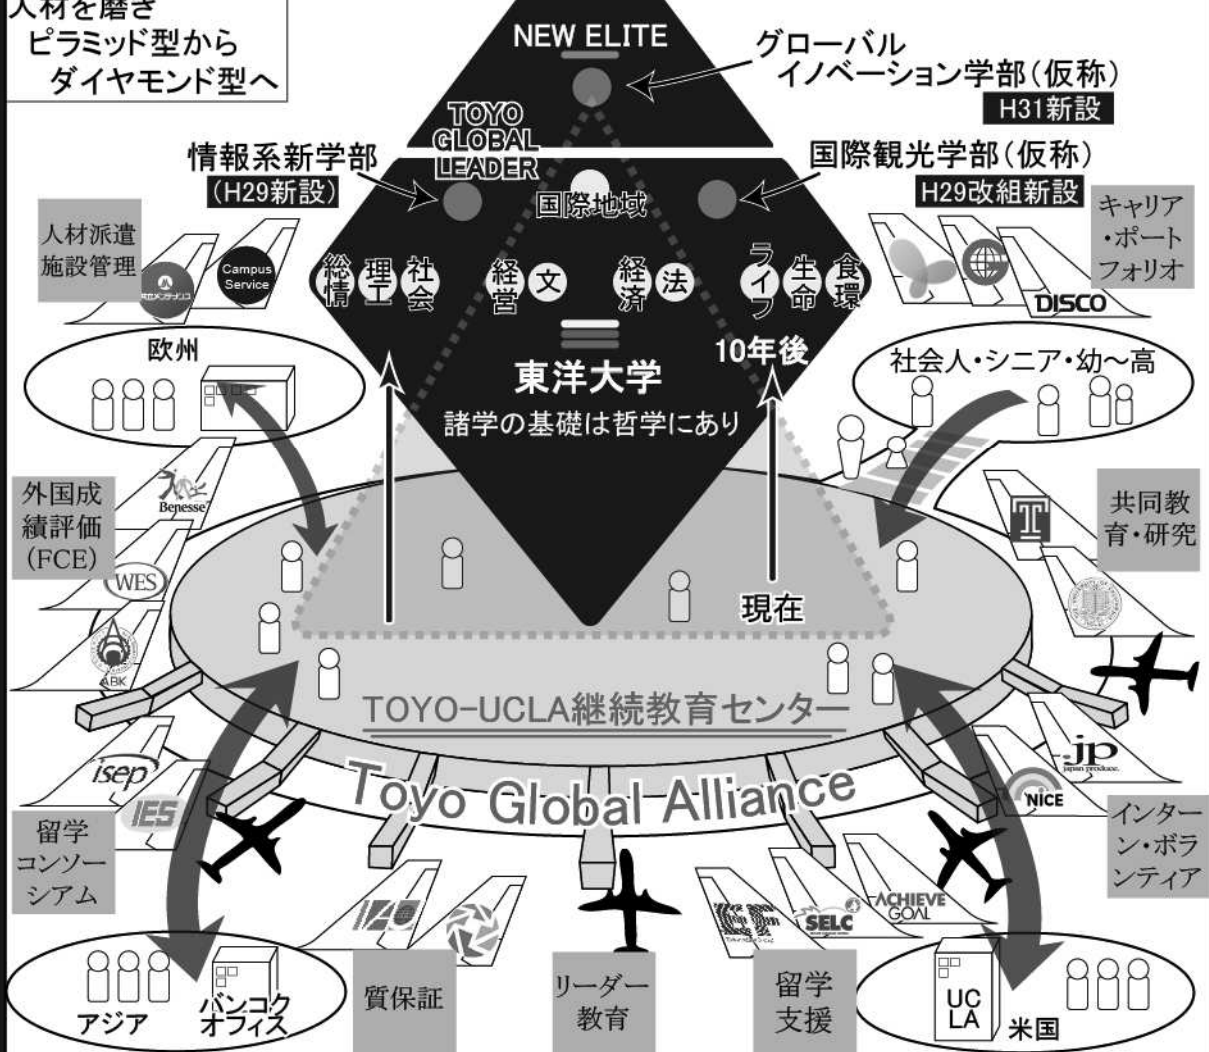 人材を磨き
ピラミッド型から
ダイヤモンド型へ
NEW ELITE
グローバル
イノベーション学部(仮称)
H31新設
TOYO
GLOBAL
LEADER
情報系新学部
(H29新設)
国際地域
国際観光学部(仮称)
H29改組新設
人材派遣
施設管理
Campus
Service
キャリア
・ポート
フォリオ
DISCO
総情
理工
社会
経営
文
経済
法
ライフ
生命
食環
欧州
東洋大学
諸学の基礎は哲学にあり
10年後
社会人・シニア・幼〜高
外国成
績評価
(FCE)
Benesse
WES
ABK
共同教
育・研究
T
現在
TOYO-UCLA継続教育センター
Toyo Global Alliance
isep
IES
留学
コンソー
シアム
jp
japan produce.
NICE
インター
ン・ボラ
ンティア
アジア
バンコク
オフィス
質保証
リーダー
教育
留学
支援
SELC
ACHIEVE
GOAL
UC
LA
米国